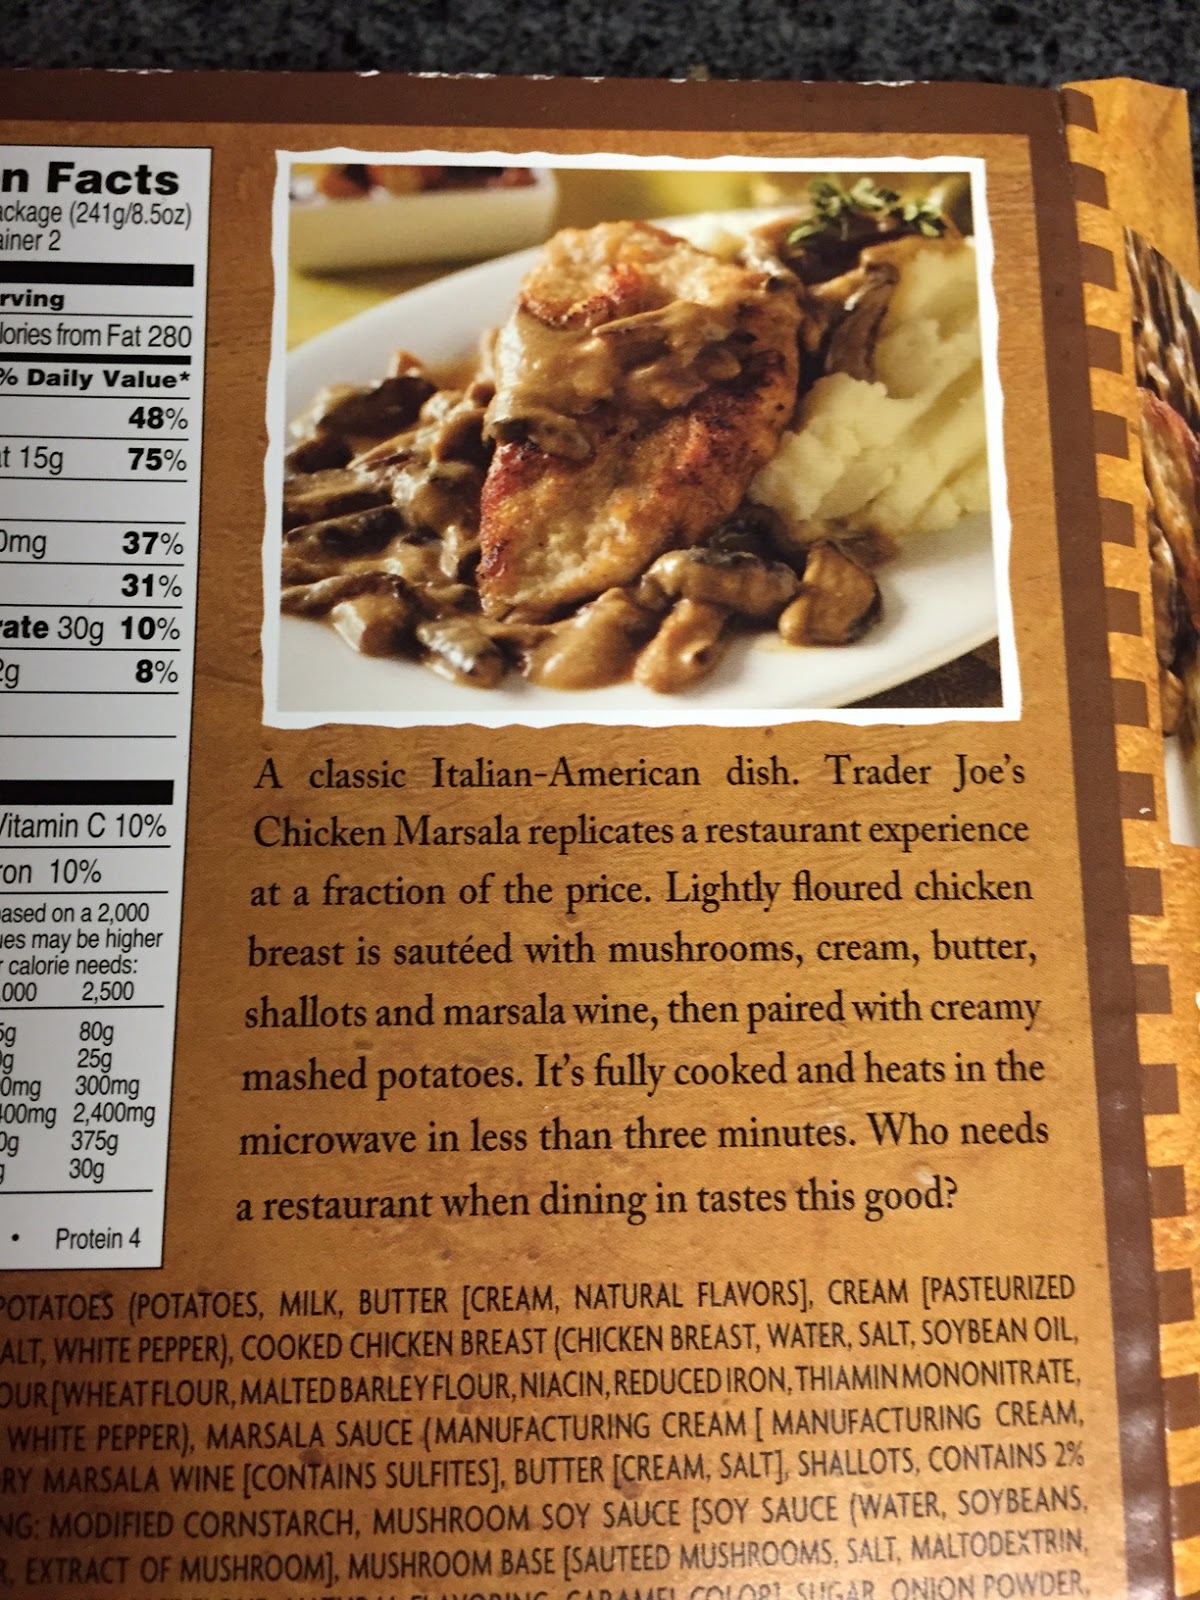 n Facts
ackage (241g/8.5oz)
ainer 2
rving
lories from Fat 280
% Daily Value*
48%
t 15g 75%
0mg 37%
31%
rate 30g 10%
2g 8%
Vitamin C 10%
ron 10%
based on a 2,000
ues may be higher
r calorie needs:
,000 2,500
5g 80g
0g 25g
0mg 300mg
400mg 2,400mg
0g 375g
g 30g
• Protein 4
A classic Italian-American dish. Trader Joe's
Chicken Marsala replicates a restaurant experience
at a fraction of the price. Lightly floured chicken
breast is sautéed with mushrooms, cream, butter,
shallots and marsala wine, then paired with creamy
mashed potatoes. It's fully cooked and heats in the
microwave in less than three minutes. Who needs
a restaurant when dining in tastes this good?
POTATOES (POTATOES, MILK, BUTTER [CREAM, NATURAL FLAVORS], CREAM [PASTEURIZED
ALT, WHITE PEPPER), COOKED CHICKEN BREAST (CHICKEN BREAST, WATER, SALT, SOYBEAN OIL,
OUR [WHEAT FLOUR, MALTED BARLEY FLOUR, NIACIN, REDUCED IRON, THIAMIN MONONITRATE,
WHITE PEPPER), MARSALA SAUCE (MANUFACTURING CREAM [ MANUFACTURING CREAM,
RY MARSALA WINE [CONTAINS SULFITES], BUTTER [CREAM, SALT], SHALLOTS, CONTAINS 2%
NG: MODIFIED CORNSTARCH, MUSHROOM SOY SAUCE [SOY SAUCE (WATER, SOYBEANS,
R, EXTRACT OF MUSHROOM], MUSHROOM BASE [SAUTEED MUSHROOMS, SALT, MALTODEXTRIN,
FLAVORING, CARAMEL COLOR], SUGAR, ONION POWDER,